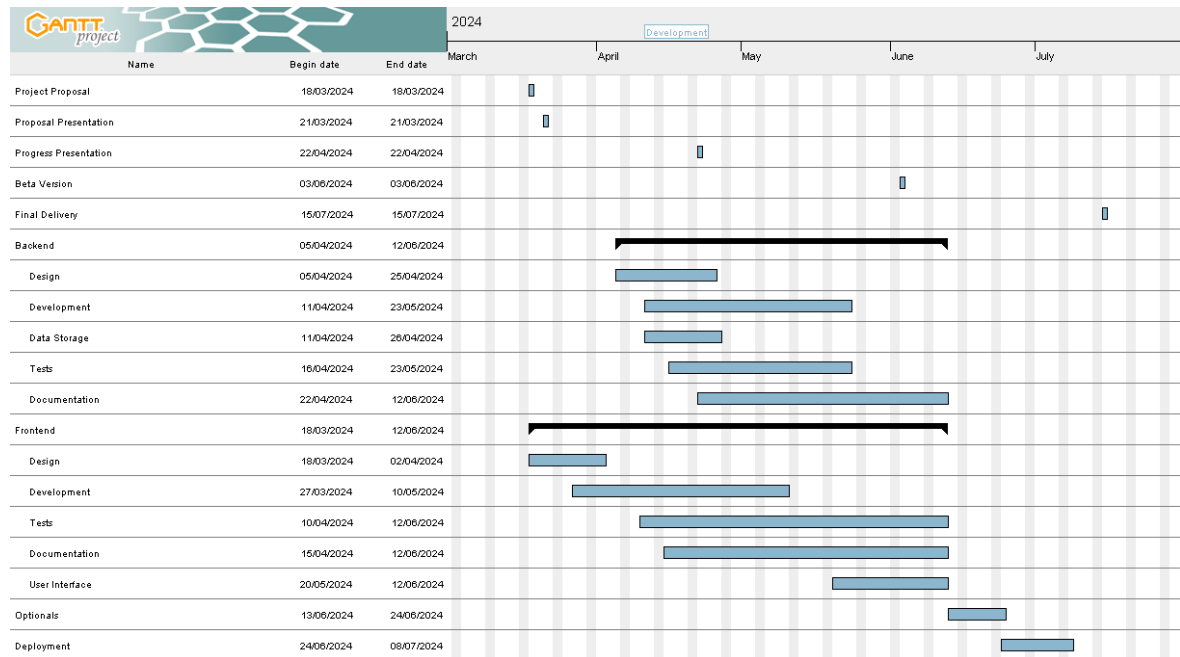 GANTT
project
2024
Development
March April May June July
Name Begin date End date
Project Proposal 18/03/2024 18/03/2024
Proposal Presentation 21/03/2024 21/03/2024
Progress Presentation 22/04/2024 22/04/2024
Beta Version 03/06/2024 03/06/2024
Final Delivery 15/07/2024 15/07/2024
Backend 05/04/2024 12/06/2024
Design 05/04/2024 25/04/2024
Development 11/04/2024 23/05/2024
Data Storage 11/04/2024 26/04/2024
Tests 16/04/2024 23/05/2024
Documentation 22/04/2024 12/06/2024
Frontend 18/03/2024 12/06/2024
Design 18/03/2024 02/04/2024
Development 27/03/2024 10/05/2024
Tests 10/04/2024 12/06/2024
Documentation 15/04/2024 12/06/2024
User Interface 20/05/2024 12/06/2024
Optionals 13/06/2024 24/06/2024
Deployment 24/06/2024 08/07/2024